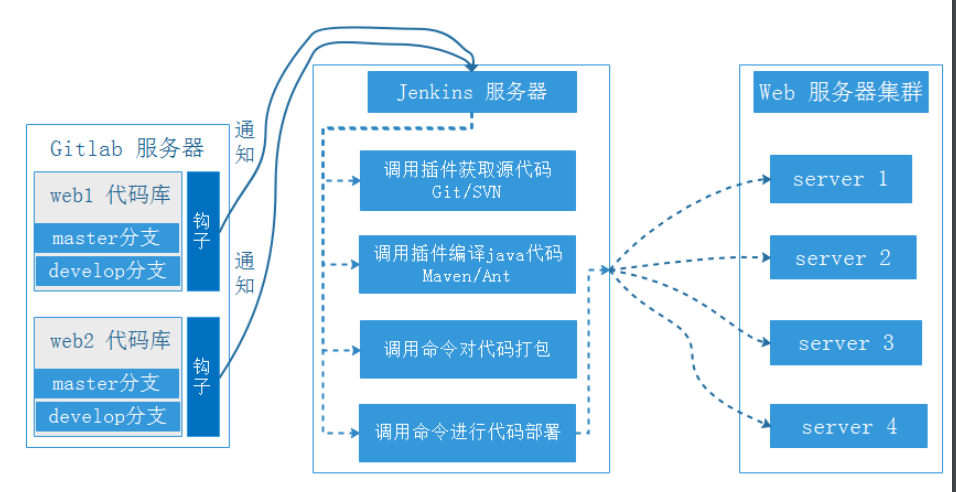 Gitlab 服务器
web1 代码库
master分支
develop分支
钩
子
通
知
web2 代码库
master分支
develop分支
钩
子
通
知
Jenkins 服务器
调用插件获取源代码
Git/SVN
调用插件编译java代码
Maven/Ant
调用命令对代码打包
调用命令进行代码部署
Web 服务器集群
server 1
server 2
server 3
server 4